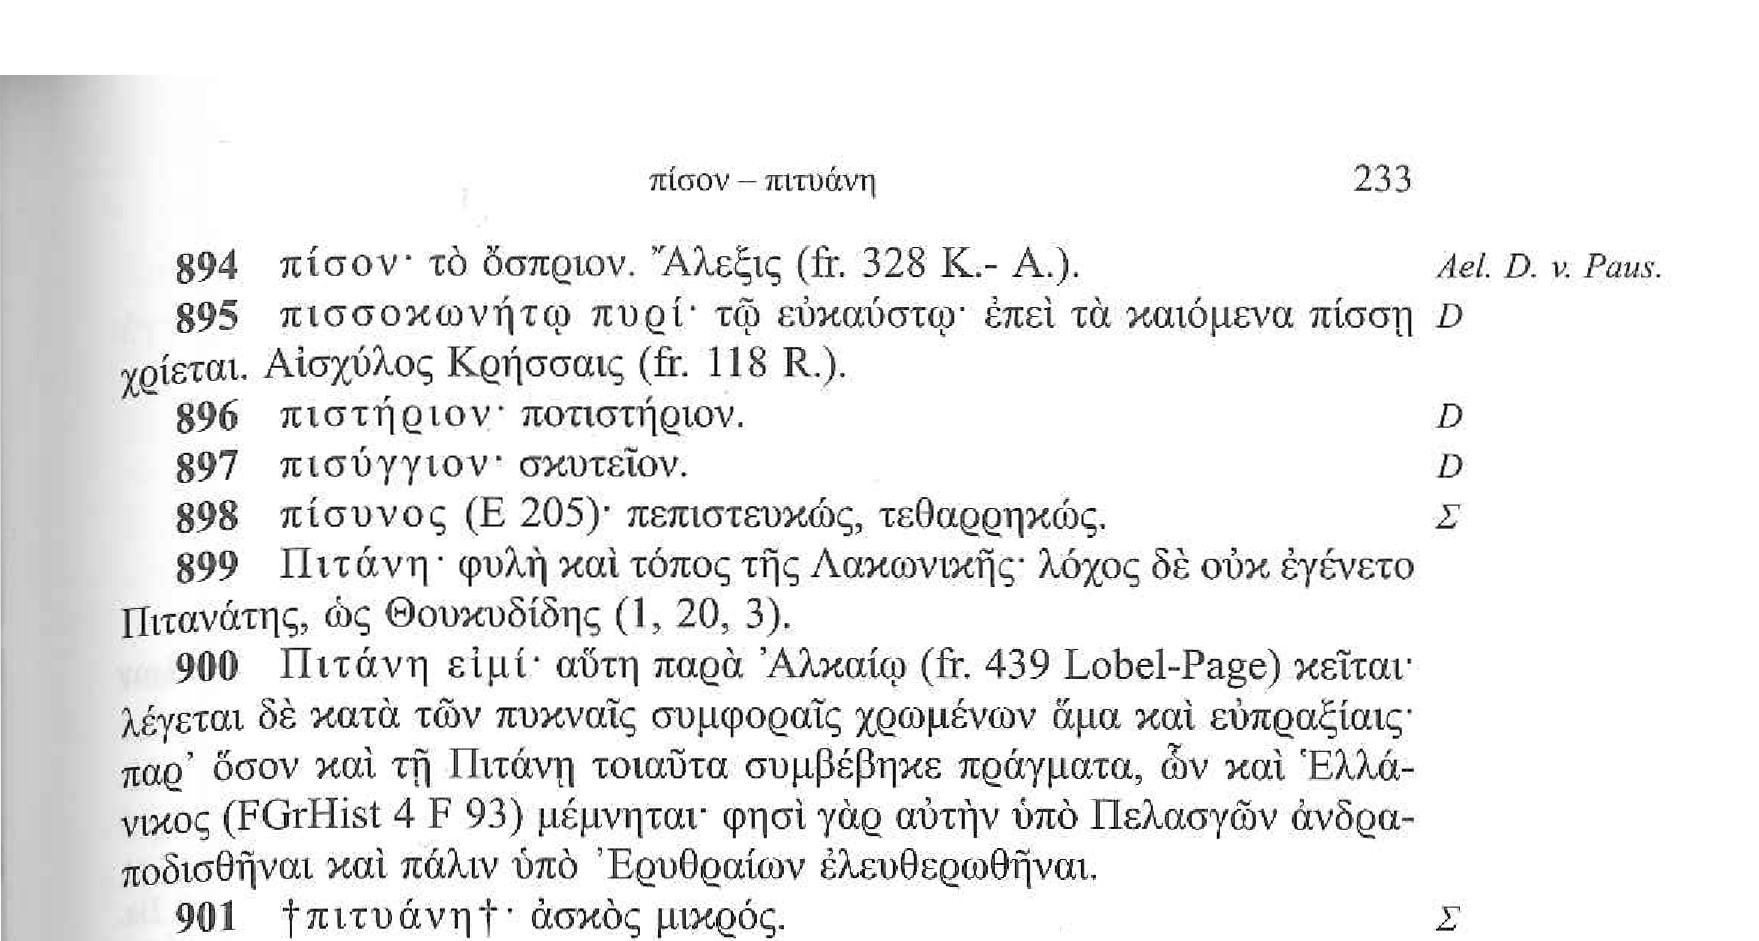 πίσον – πιτυάνη 233
894 πίσον· τὸ ὄσπριον. Ἄλεξις (fr. 328 K.- A.). Ael. D. v. Paus.
895 πισσοκωνήτῳ πυρί· τῷ εὐκαύστῳ· ἐπεὶ τὰ καιόμενα πίσσῃ D
χρίεται. Αἰσχύλος Κρήσσαις (fr. 118 R.).
896 πιστήριον· ποτιστήριον. D
897 πισύγγιον· σκυτεῖον. D
898 πίσυνος (E 205)· πεπιστευκώς, τεθαρρηκώς. Σ
899 Πιτάνη· φυλὴ καὶ τόπος τῆς Λακωνικῆς· λόχος δὲ οὐκ ἐγένετο
Πιτανάτης, ὡς Θουκυδίδης (1, 20, 3).
900 Πιτάνη εἰμί· αὕτη παρὰ Ἀλκαίῳ (fr. 439 Lobel-Page) κεῖται·
λέγεται δὲ κατὰ τῶν πυκναῖς συμφοραῖς χρωμένων ἅμα καὶ εὐπραξίαις·
παρ’ ὅσον καὶ τῇ Πιτάνῃ τοιαῦτα συμβέβηκε πράγματα, ὧν καὶ Ἑλλά-
νικος (FGrHist 4 F 93) μέμνηται· φησὶ γὰρ αὐτὴν ὑπὸ Πελασγῶν ἀνδρα-
ποδισθῆναι καὶ πάλιν ὑπὸ Ἐρυθραίων ἐλευθερωθῆναι.
901 †πιτυάνη†· ἀσκὸς μικρός. Σ